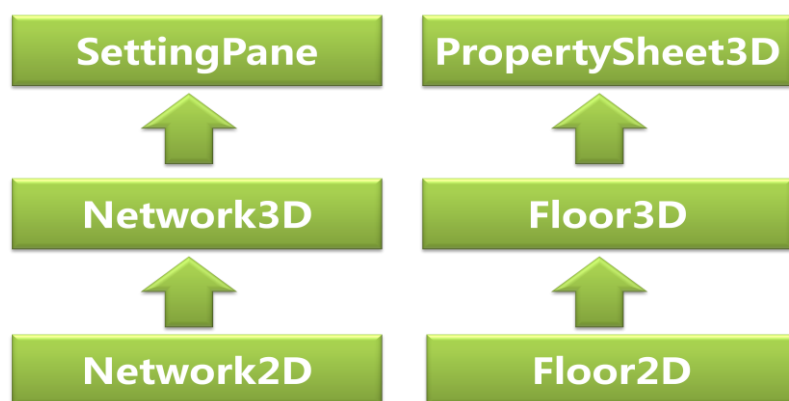 SettingPane
PropertySheet3D
Network3D
Floor3D
Network2D
Floor2D